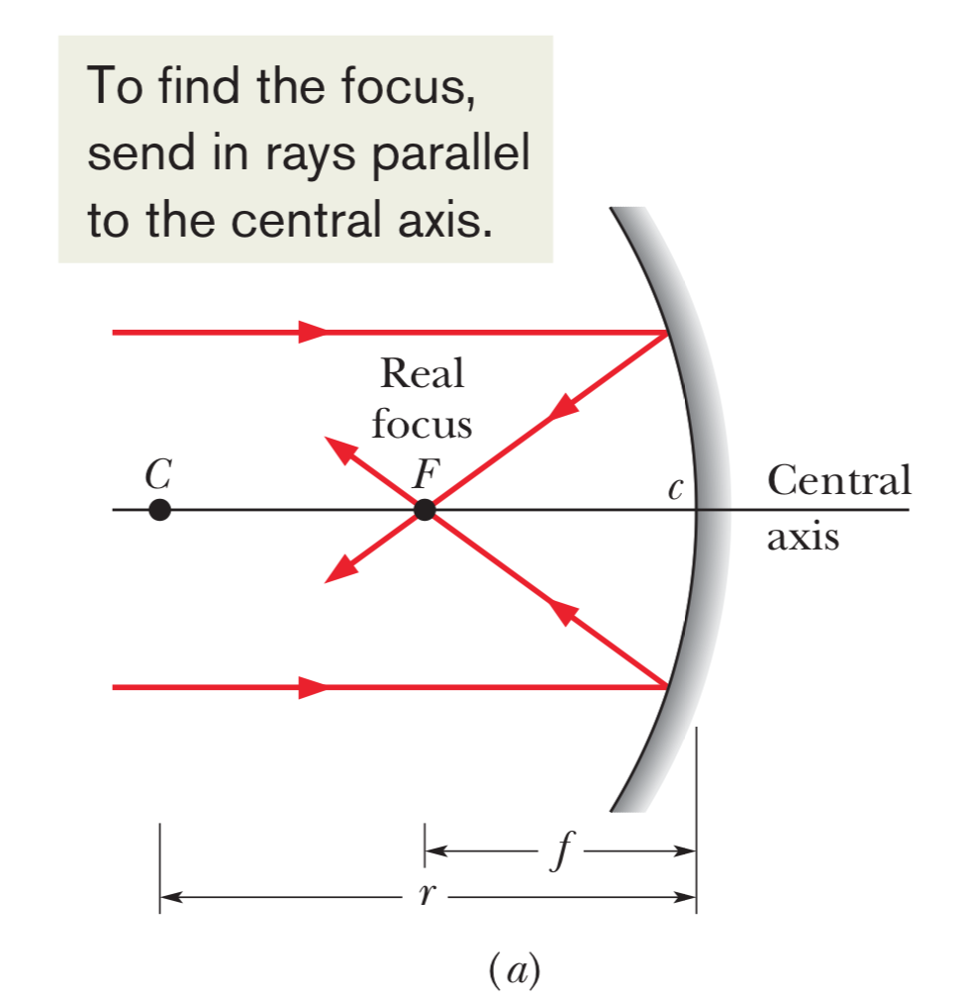 To find the focus,
send in rays parallel
to the central axis.
Real
focus
C
F
c
Central
axis
f
r
(a)